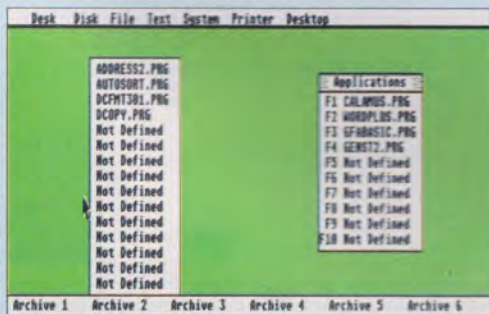 Desk Disk File Text System Printer Desktop
ADDRESS2.PRG
AUTOSORT.PRG
DCFMT301.PRG
DCOPY.PRG
Not Defined
Not Defined
Not Defined
Not Defined
Not Defined
Not Defined
Not Defined
Not Defined
Not Defined
Not Defined
Not Defined
Applications
F1 CALAMUS.PRG
F2 WORDPLUS.PRG
F3 GFABASIC.PRG
F4 GENST2.PRG
F5 Not Defined
F6 Not Defined
F7 Not Defined
F8 Not Defined
F9 Not Defined
F10 Not Defined
Archive 1 Archive 2 Archive 3 Archive 4 Archive 5 Archive 6